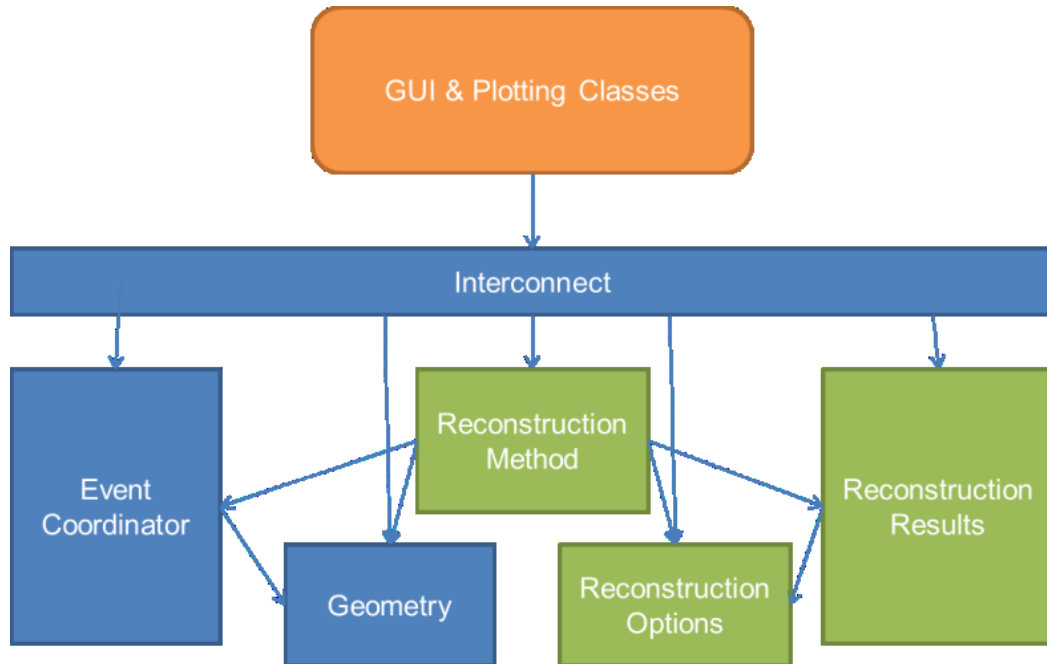 GUI & Plotting Classes
Interconnect
Event
Coordinator
Reconstruction
Method
Reconstruction
Results
Geometry
Reconstruction
Options